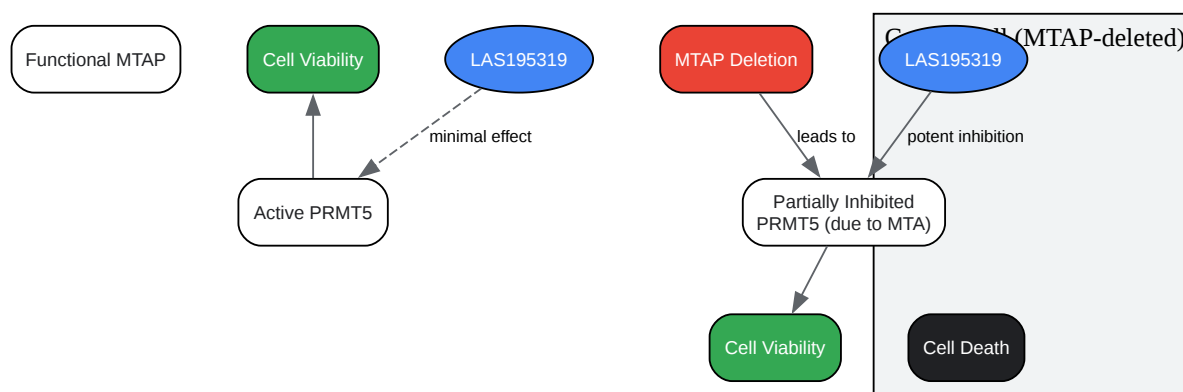 Functional MTAP
Cell Viability
LAS195319
MTAP Deletion
(MTAP-deleted)
LAS195319
minimal effect
leads to
potent inhibition
Active PRMT5
Partially Inhibited
PRMT5 (due to MTA)
Cell Viability
Cell Death